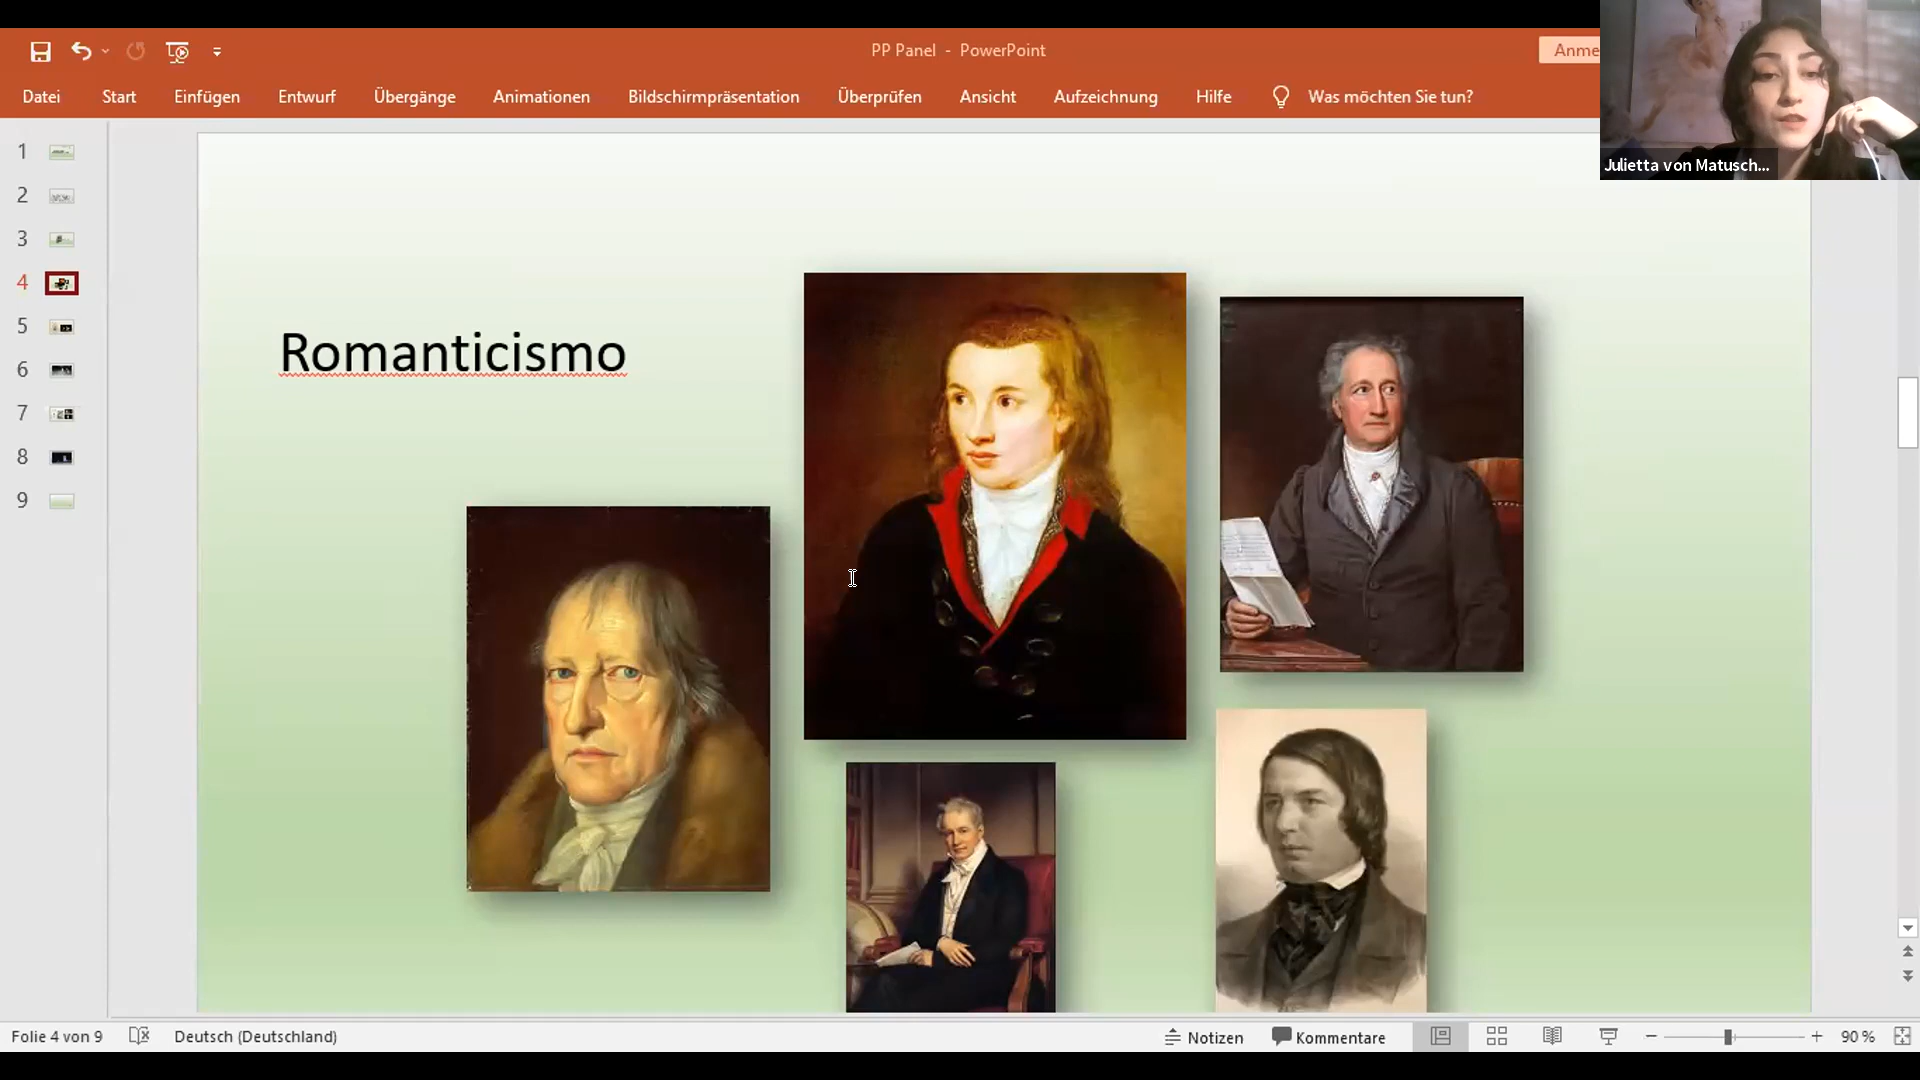 PP Panel - PowerPoint
Anme
Datei Start Einfügen Entwurf Übergänge Animationen Bildschirmpräsentation Überprüfen Ansicht Aufzeichnung Hilfe Was möchten Sie tun?
Julietta von Matusch...
1
2
3
4
5
6
7
8
9
Romanticismo
Folie 4 von 9 Deutsch (Deutschland) Notizen Kommentare 90 %